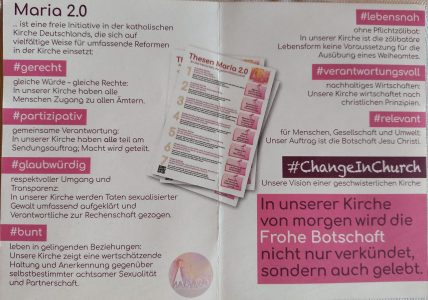 Maria 2.0
... ist eine freie Initiative in der katholischen
Kirche Deutschlands, die sich auf
vielfältige Weise für umfassende Reformen
in der Kirche einsetzt:
#gerecht
gleiche Würde – gleiche Rechte:
In unserer Kirche haben alle
Menschen Zugang zu allen Ämtern.
#partizipativ
gemeinsame Verantwortung:
In unserer Kirche haben alle teil am
Sendungsauftrag; Macht wird geteilt.
#glaubwürdig
respektvoller Umgang und
Transparenz:
In unserer Kirche werden Taten sexualisierter
Gewalt umfassend aufgeklärt und
Verantwortliche zur Rechenschaft gezogen.
#bunt
leben in gelingenden Beziehungen:
Unsere Kirche zeigt eine wertschätzende
Haltung und Anerkennung gegenüber
selbstbestimmter achtsamer Sexualität und
Partnerschaft.
Thesen Maria 2.0
1
2
3
4
5
6
7
#lebensnah
ohne Pflichtzölibat:
In unserer Kirche ist die zölibatäre
Lebensform keine Voraussetzung für die
Ausübung eines Weiheamtes.
#verantwortungsvoll
nachhaltiges Wirtschaften:
Unsere Kirche wirtschaftet nach
christlichen Prinzipien.
#relevant
für Menschen, Gesellschaft und Umwelt:
Unser Auftrag ist die Botschaft Jesu Christi.
#ChangeInChurch
Unsere Vision einer geschwisterlichen Kirche
In unserer Kirche
von morgen wird die
Frohe Botschaft
nicht nur verkündet,
sondern auch gelebt.